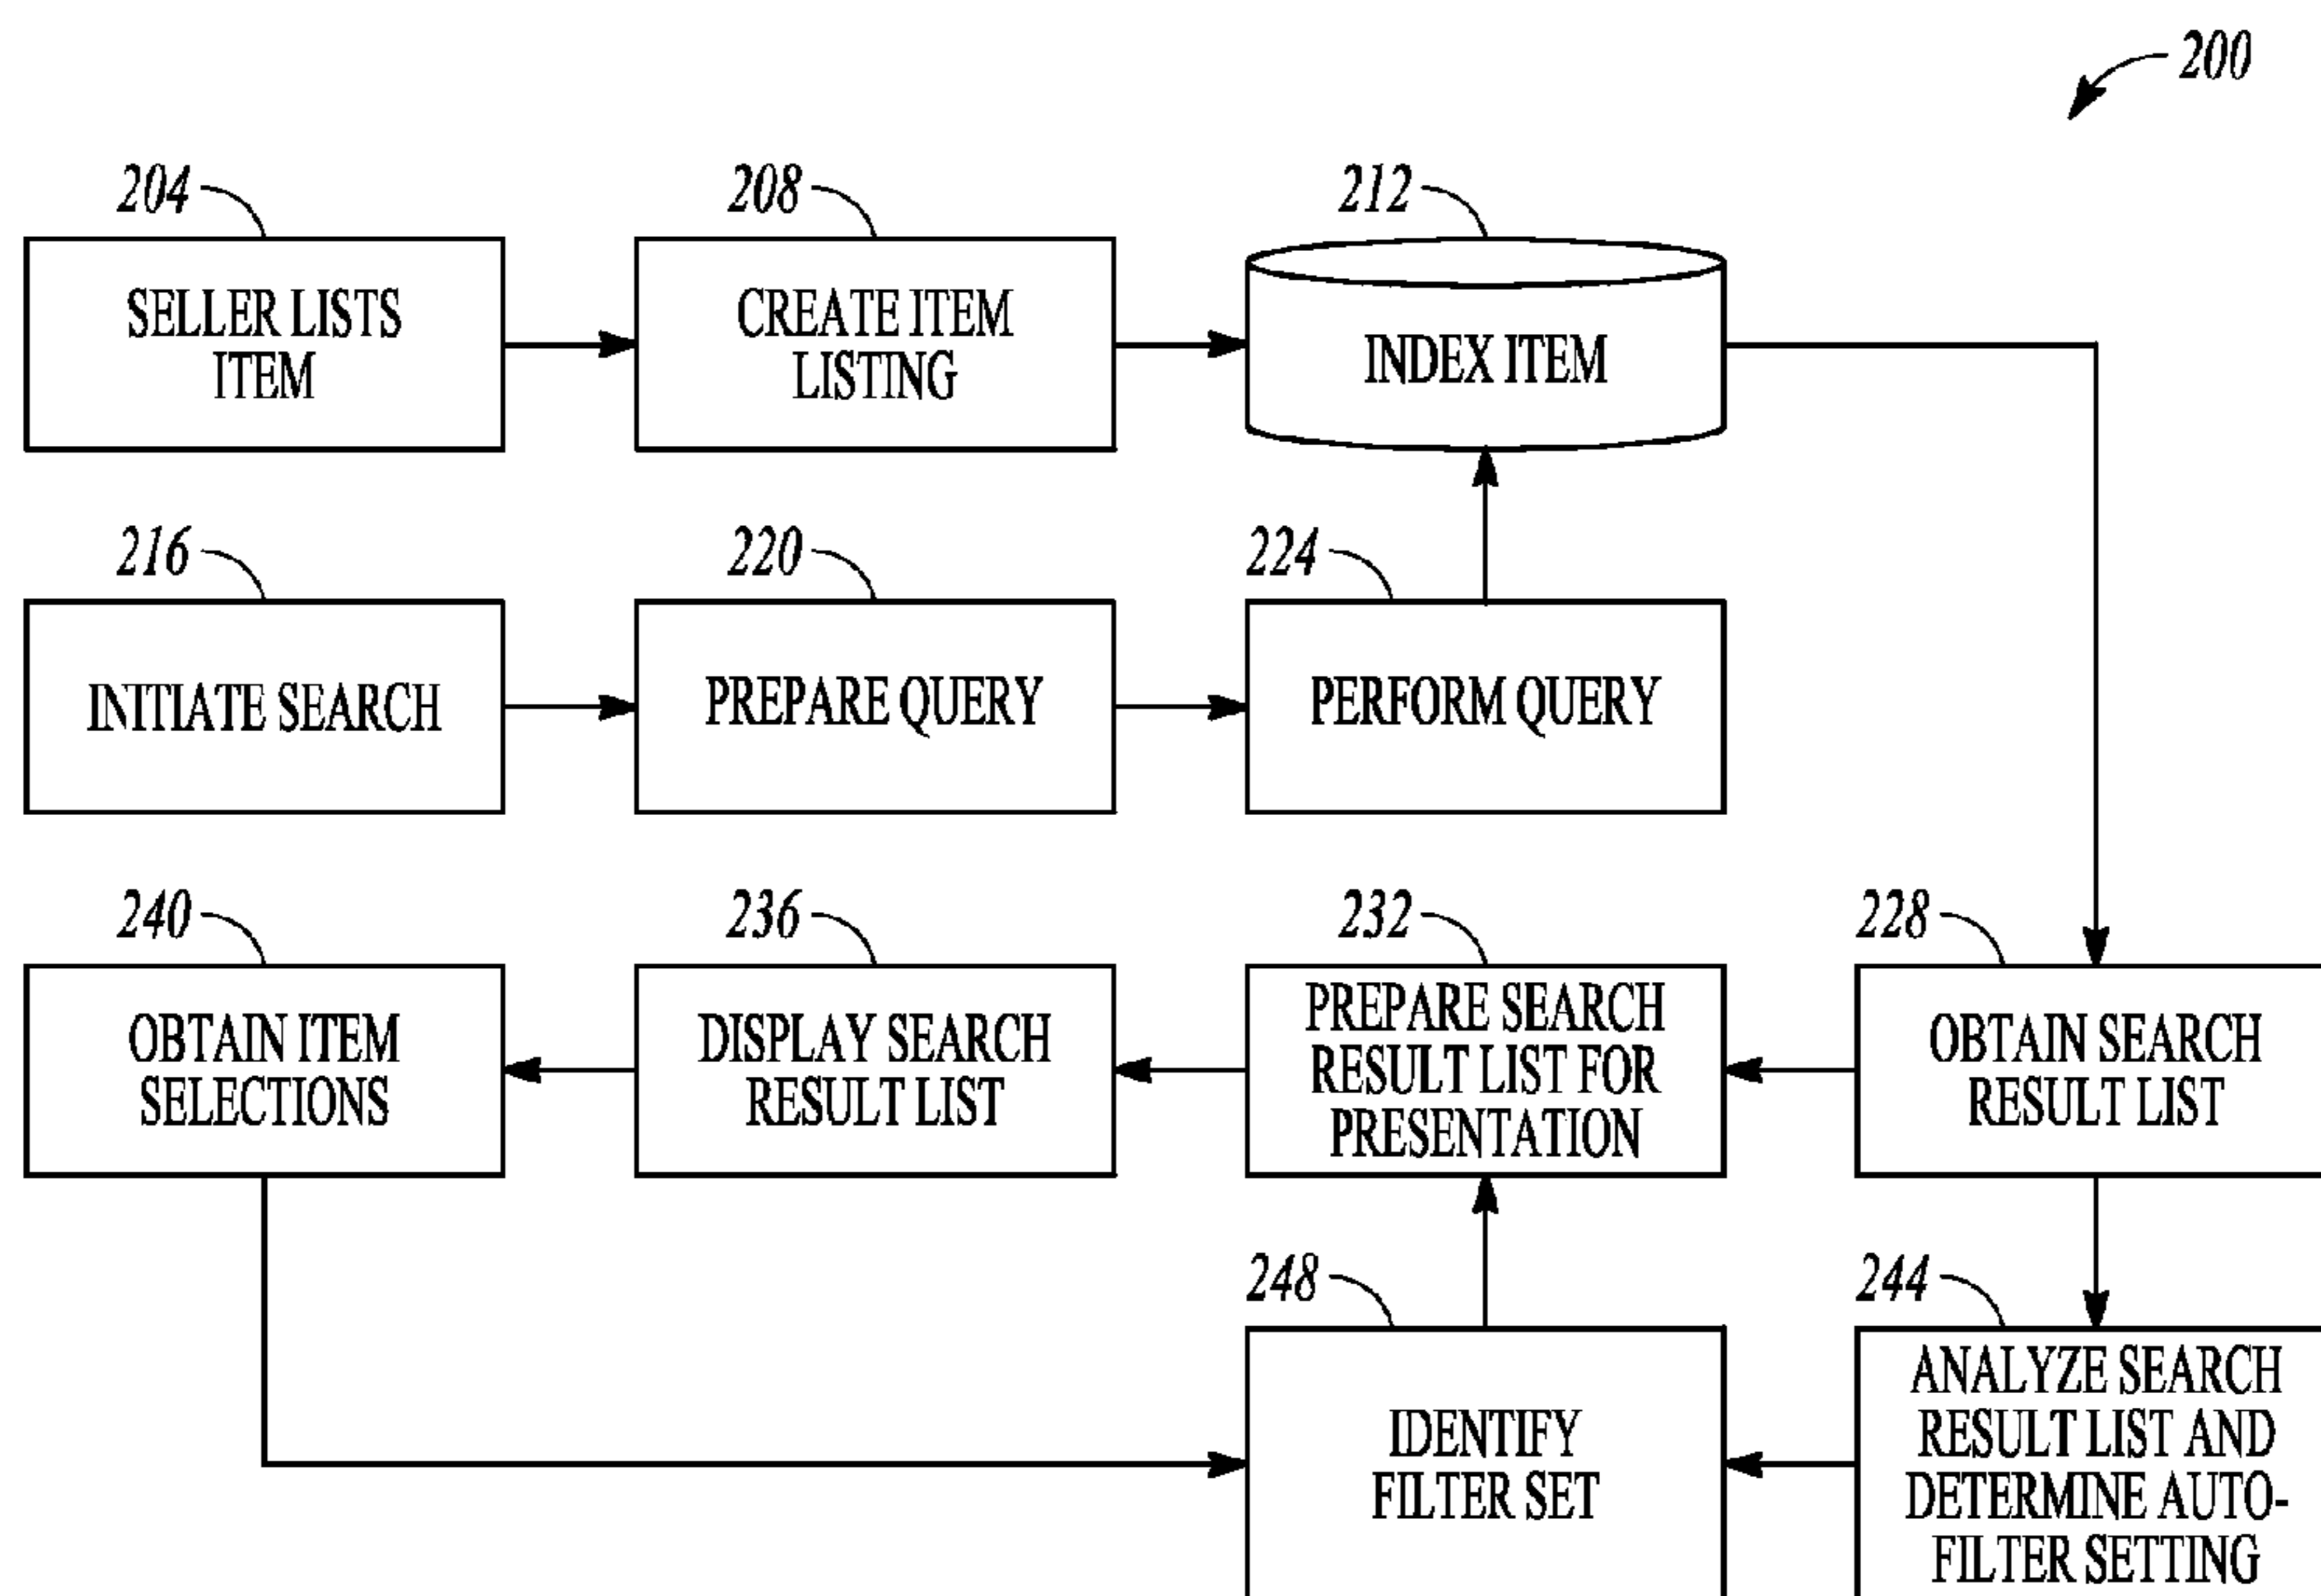 200
204
208
212
SELLER LISTS
ITEM
CREATE ITEM
LISTING
INDEX ITEM
216
220
224
INITIATE SEARCH
PREPARE QUERY
PERFORM QUERY
240
236
232
228
OBTAIN ITEM
SELECTIONS
DISPLAY SEARCH
RESULT LIST
PREPARE SEARCH
RESULT LIST FOR
PRESENTATION
OBTAIN SEARCH
RESULT LIST
248
244
IDENTIFY
FILTER SET
ANALYZE SEARCH
RESULT LIST AND
DETERMINE AUTO-
FILTER SETTING